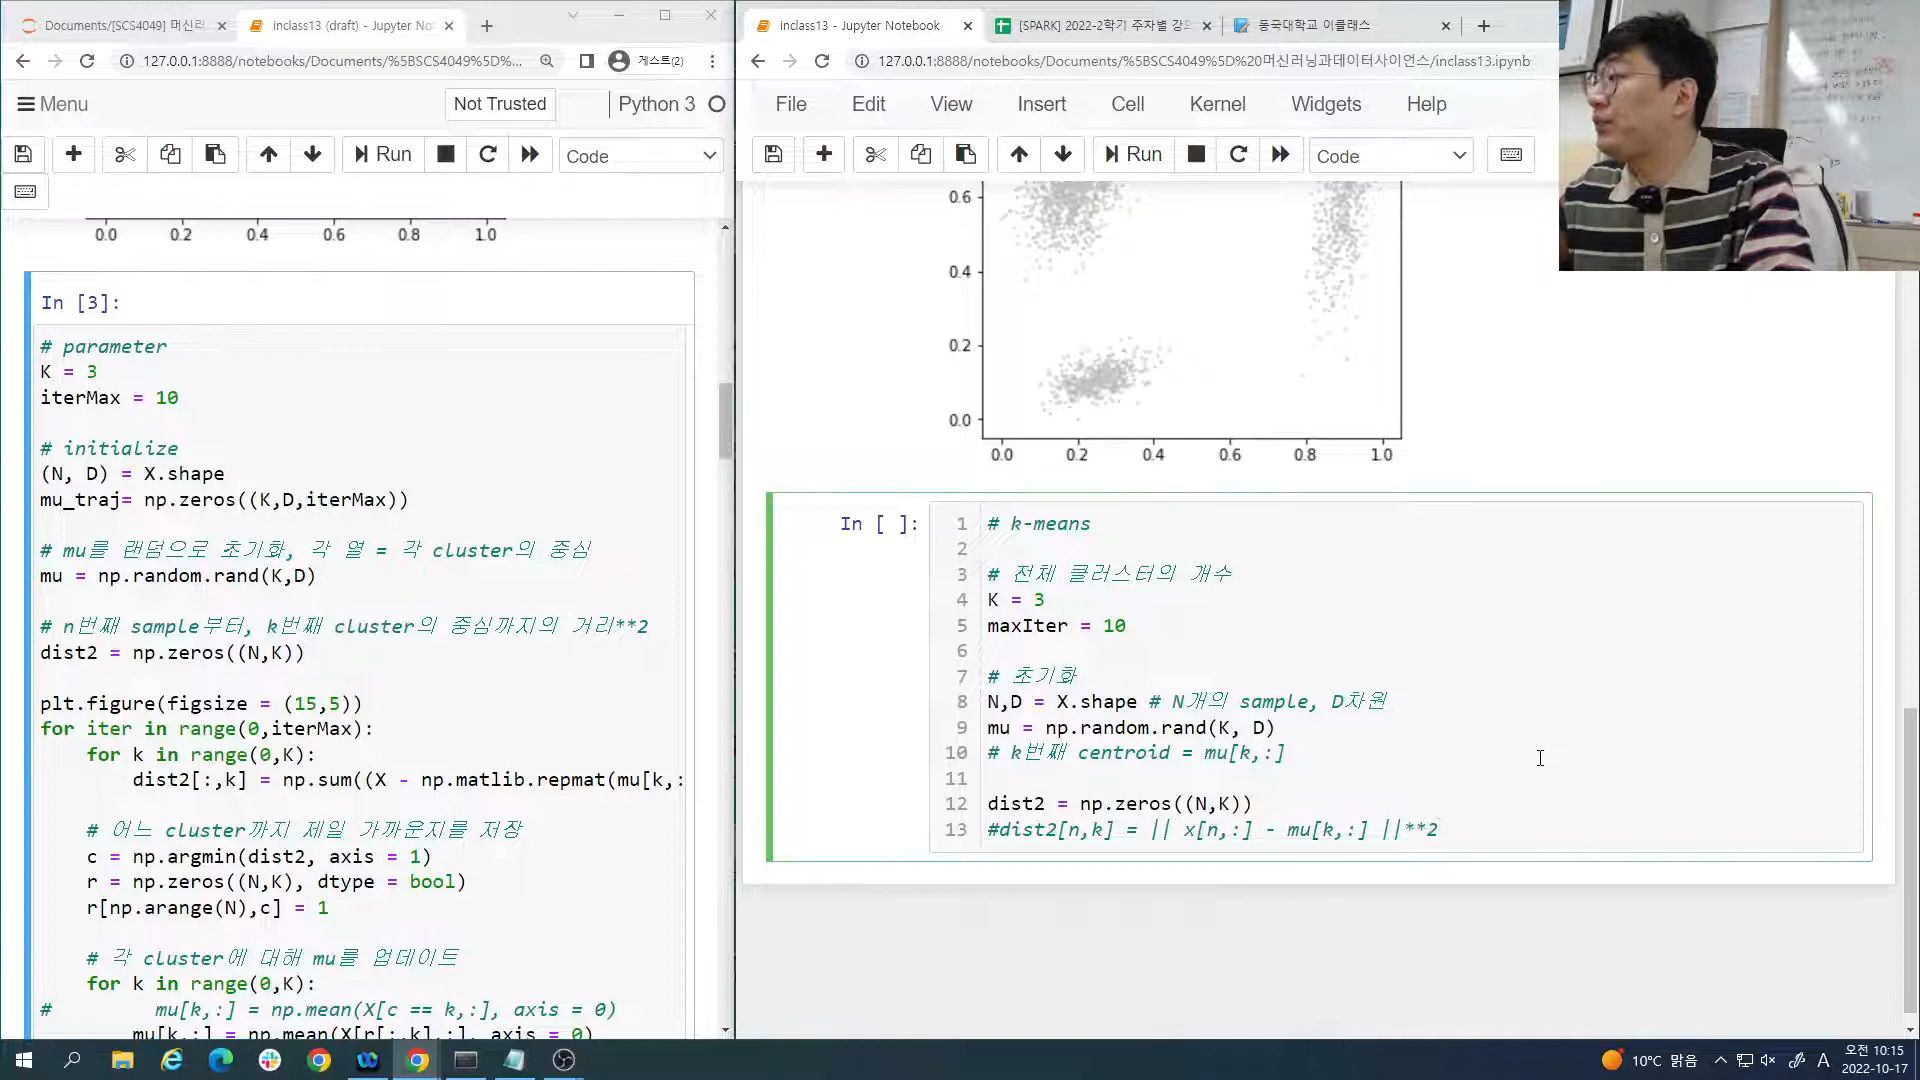 Documents/[SCS4049] 머신러
inclass13 (draft) - Jupyter No
127.0.0.1:8888/notebooks/Documents/%5BSCS4049%5D%...
게스트(2)
Menu
Not Trusted
Python 3
Run
Code
0.0 0.2 0.4 0.6 0.8 1.0
In [3]:
# parameter
K = 3
iterMax = 10
# initialize
(N, D) = X.shape
mu_traj= np.zeros((K,D,iterMax))
# mu를 랜덤으로 초기화, 각 열 = 각 cluster의 중심
mu = np.random.rand(K,D)
# n번째 sample부터, k번째 cluster의 중심까지의 거리**2
dist2 = np.zeros((N,K))
plt.figure(figsize = (15,5))
for iter in range(0,iterMax):
for k in range(0,K):
dist2[:,k] = np.sum((X - np.matlib.repmat(mu[k,:
# 어느 cluster까지 제일 가까운지를 저장
c = np.argmin(dist2, axis = 1)
r = np.zeros((N,K), dtype = bool)
r[np.arange(N),c] = 1
# 각 cluster에 대해 mu를 업데이트
for k in range(0,K):
# mu[k,:] = np.mean(X[c == k,:], axis = 0)
mu[k,:] = np.mean(X[r[:,k],:], axis = 0)
inclass13 - Jupyter Notebook
[SPARK] 2022-2학기 주차별 강의
동국대학교 이클래스
127.0.0.1:8888/notebooks/Documents/%5BSCS4049%5D%20머신러닝과데이터사이언스/inclass13.ipynb
File Edit View Insert Cell Kernel Widgets Help
Run
Code
0.6
0.4
0.2
0.0
0.0 0.2 0.4 0.6 0.8 1.0
In [ ]:
1 # k-means
2
3 # 전체 클러스터의 개수
4 K = 3
5 maxIter = 10
6
7 # 초기화
8 N,D = X.shape # N개의 sample, D차원
9 mu = np.random.rand(K, D)
10 # k번째 centroid = mu[k,:]
11
12 dist2 = np.zeros((N,K))
13 #dist2[n,k] = || x[n,:] - mu[k,:] ||**2
10°C 맑음
A
오전 10:15
2022-10-17